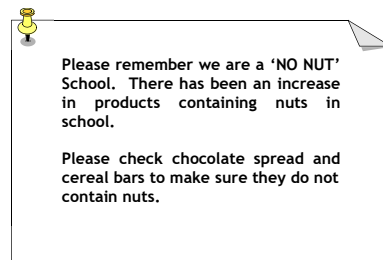 Please remember we are a ‘NO NUT’
School. There has been an increase
in products containing nuts in
school.
Please check chocolate spread and
cereal bars to make sure they do not
contain nuts.